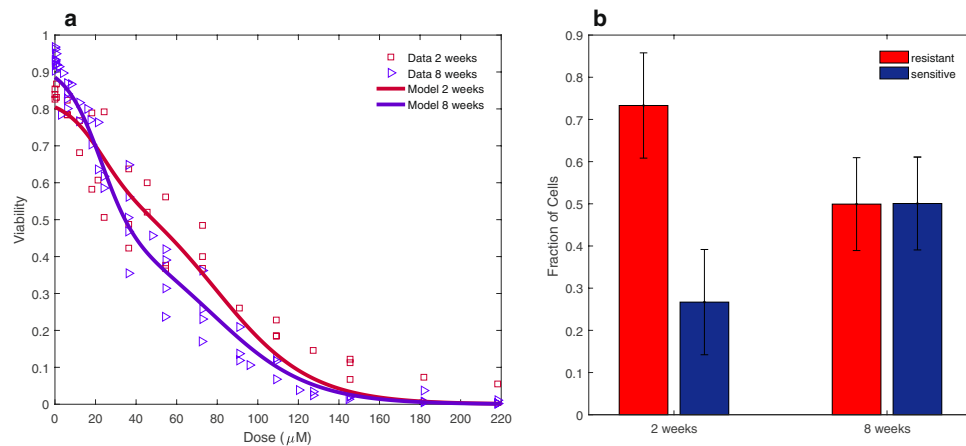 a
1
0.9
0.8
0.7
0.6
0.5
0.4
0.3
0.2
0.1
0
Viability
0 20 40 60 80 100 120 140 160 180 200 220
Dose (μM)
Data 2 weeks
Data 8 weeks
Model 2 weeks
Model 8 weeks
b
0.9
0.8
0.7
0.6
0.5
0.4
0.3
0.2
0.1
0
Fraction of Cells
2 weeks 8 weeks
resistant
sensitive